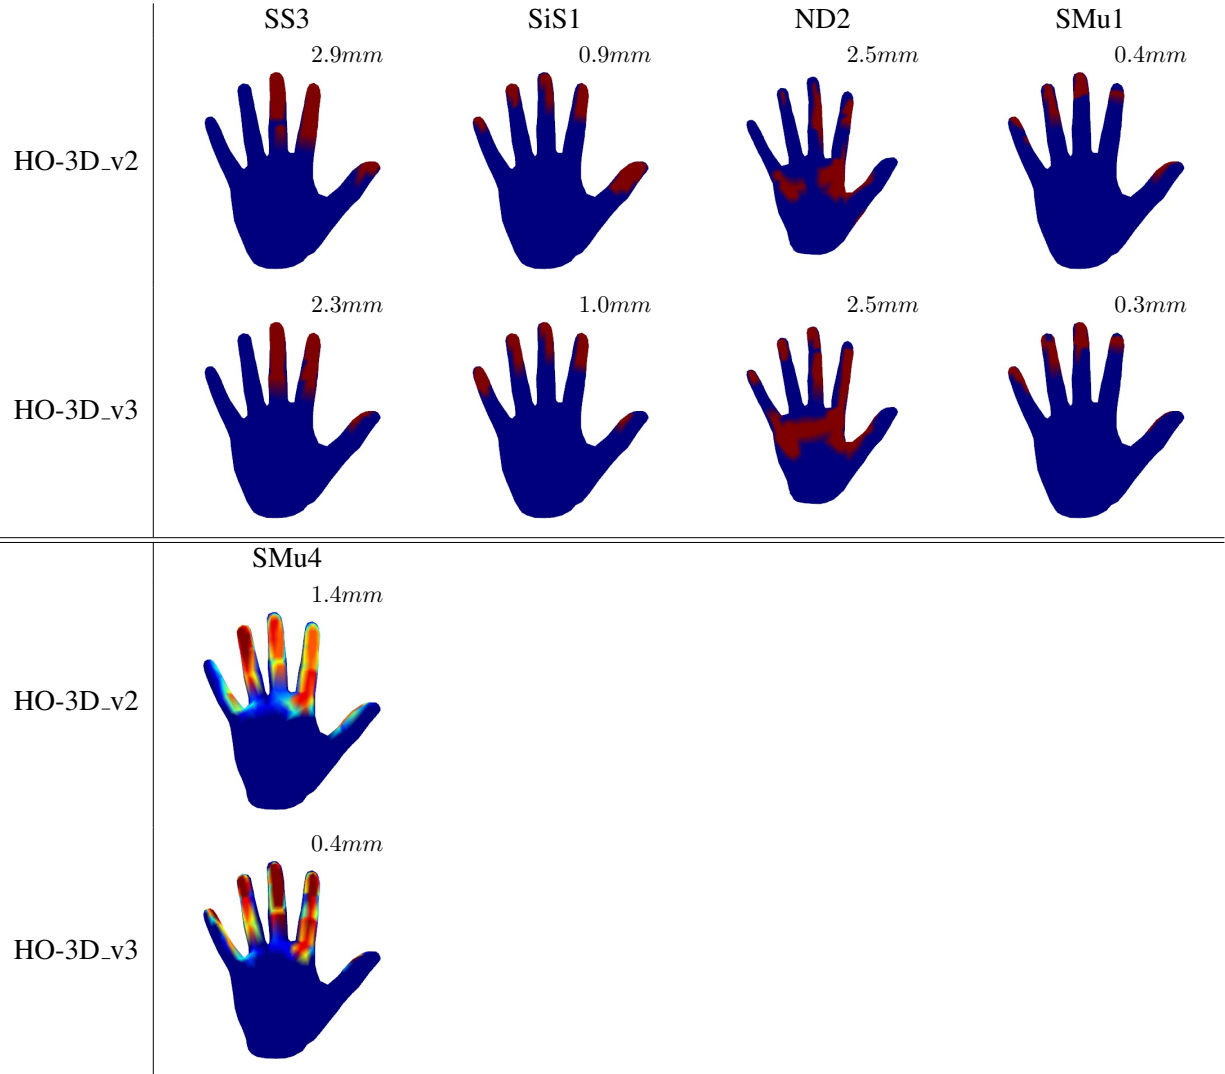 SS3 SiS1 ND2 SMu1
2.9mm 0.9mm 2.5mm 0.4mm
HO-3D_v2
2.3mm 1.0mm 2.5mm 0.3mm
HO-3D_v3
SMu4
1.4mm
HO-3D_v2
0.4mm
HO-3D_v3